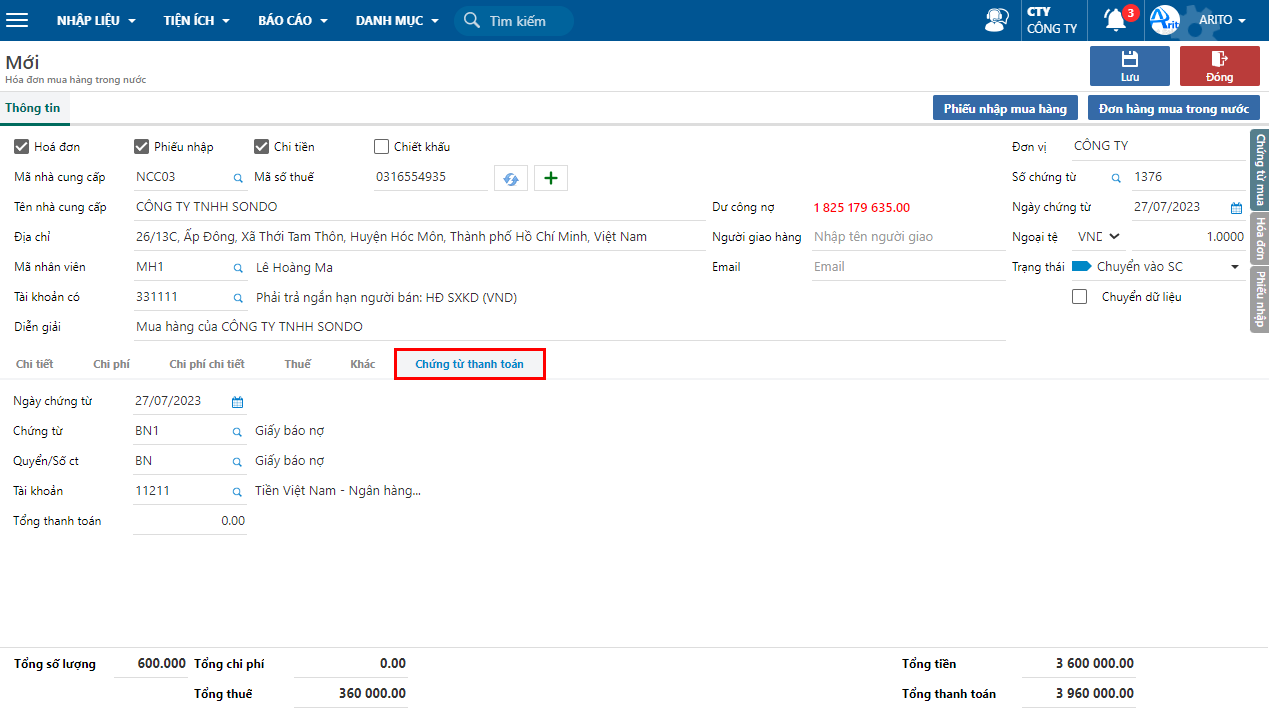 NHẬP LIỆU TIỆN ÍCH BÁO CÁO DANH MỤC Tìm kiếm CTY CÔNG TY 3 Arito ARITO
Mới
Hóa đơn mua hàng trong nước
Lưu Đóng
Thông tin Phiếu nhập mua hàng Đơn hàng mua trong nước
Hoá đơn Phiếu nhập Chi tiền Chiết khấu Đơn vị CÔNG TY
Mã nhà cung cấp NCC03 Mã số thuế 0316554935 Số chứng từ 1376
Tên nhà cung cấp CÔNG TY TNHH SONDO Dư công nợ 1 825 179 635.00 Ngày chứng từ 27/07/2023
Địa chỉ 26/13C, Ấp Đông, Xã Thới Tam Thôn, Huyện Hóc Môn, Thành phố Hồ Chí Minh, Việt Nam Người giao hàng Nhập tên người giao Ngoại tệ VND 1.0000
Mã nhân viên MH1 Lê Hoàng Ma Email Email Trạng thái Chuyển vào SC
Tài khoản có 331111 Phải trả ngắn hạn người bán: HĐ SXKD (VND) Chuyển dữ liệu
Diễn giải Mua hàng của CÔNG TY TNHH SONDO
Chứng từ mua
Hóa đơn
Phiếu nhập
Chi tiết Chi phí Chi phí chi tiết Thuế Khác Chứng từ thanh toán
Ngày chứng từ 27/07/2023
Chứng từ BN1 Giấy báo nợ
Quyển/Số ct BN Giấy báo nợ
Tài khoản 11211 Tiền Việt Nam - Ngân hàng...
Tổng thanh toán 0.00
Tổng số lượng 600.000 Tổng chi phí 0.00 Tổng tiền 3 600 000.00
Tổng thuế 360 000.00 Tổng thanh toán 3 960 000.00